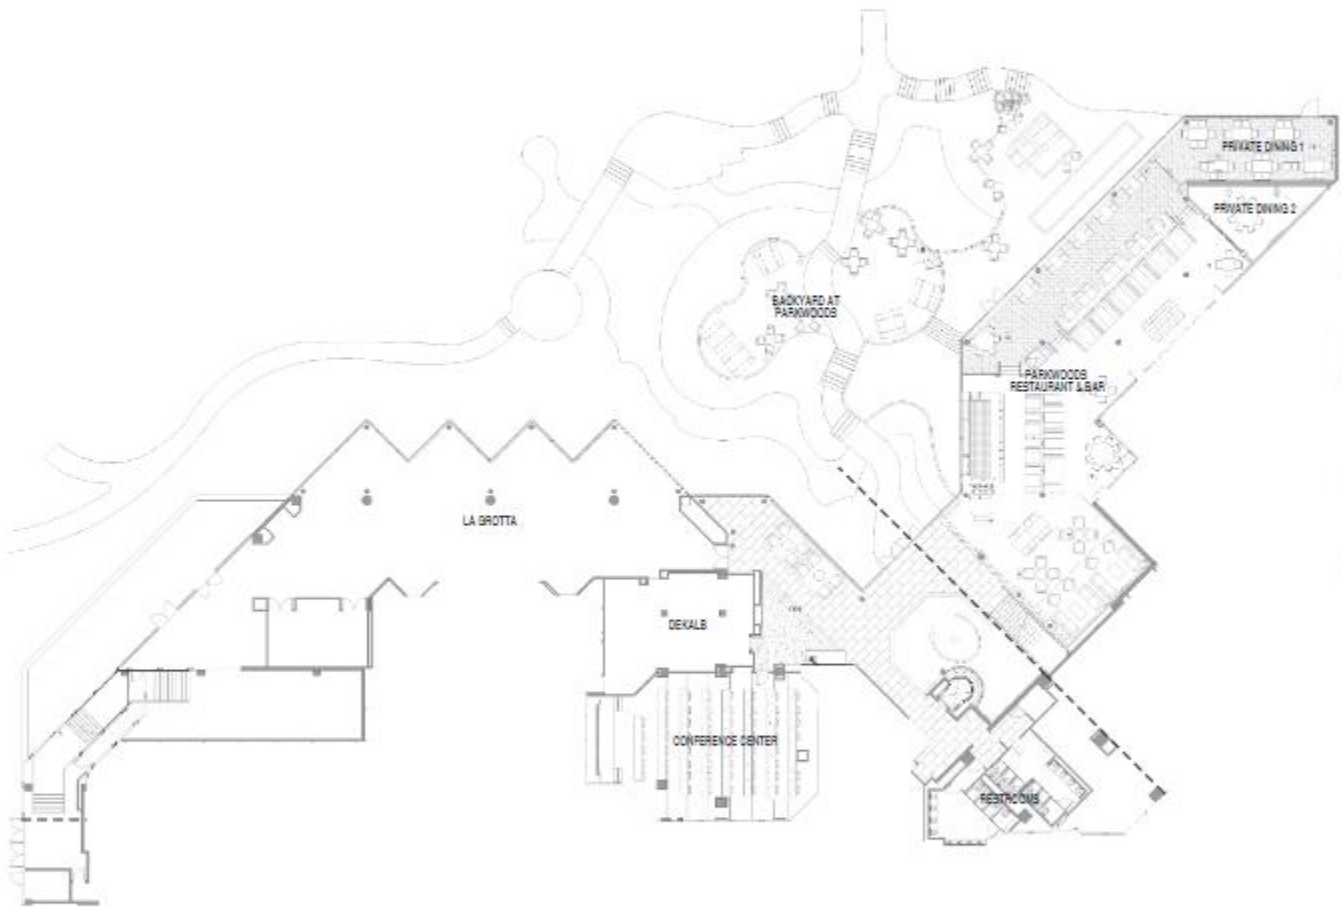 PRIVATE DINING 1
PRIVATE DINING 2
BACKYARD AT
PARKWOODS
PARKWOODS
RESTAURANT & BAR
LA GROTTA
DEKALB
CONFERENCE CENTER
RESTROOMS